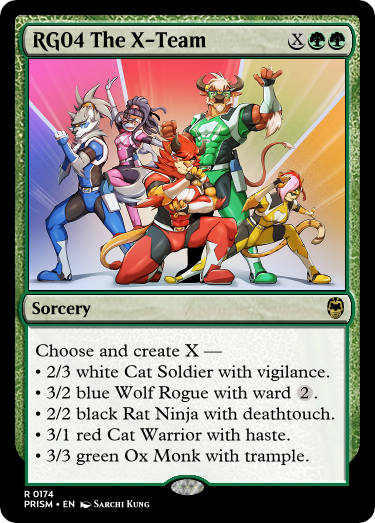 RG04 The X-Team X
Sorcery
Choose and create X —
• 2/3 white Cat Soldier with vigilance.
• 3/2 blue Wolf Rogue with ward 2.
• 2/2 black Rat Ninja with deathtouch.
• 3/1 red Cat Warrior with haste.
• 3/3 green Ox Monk with trample.
R 0174
PRISM • EN Sarchi Kung